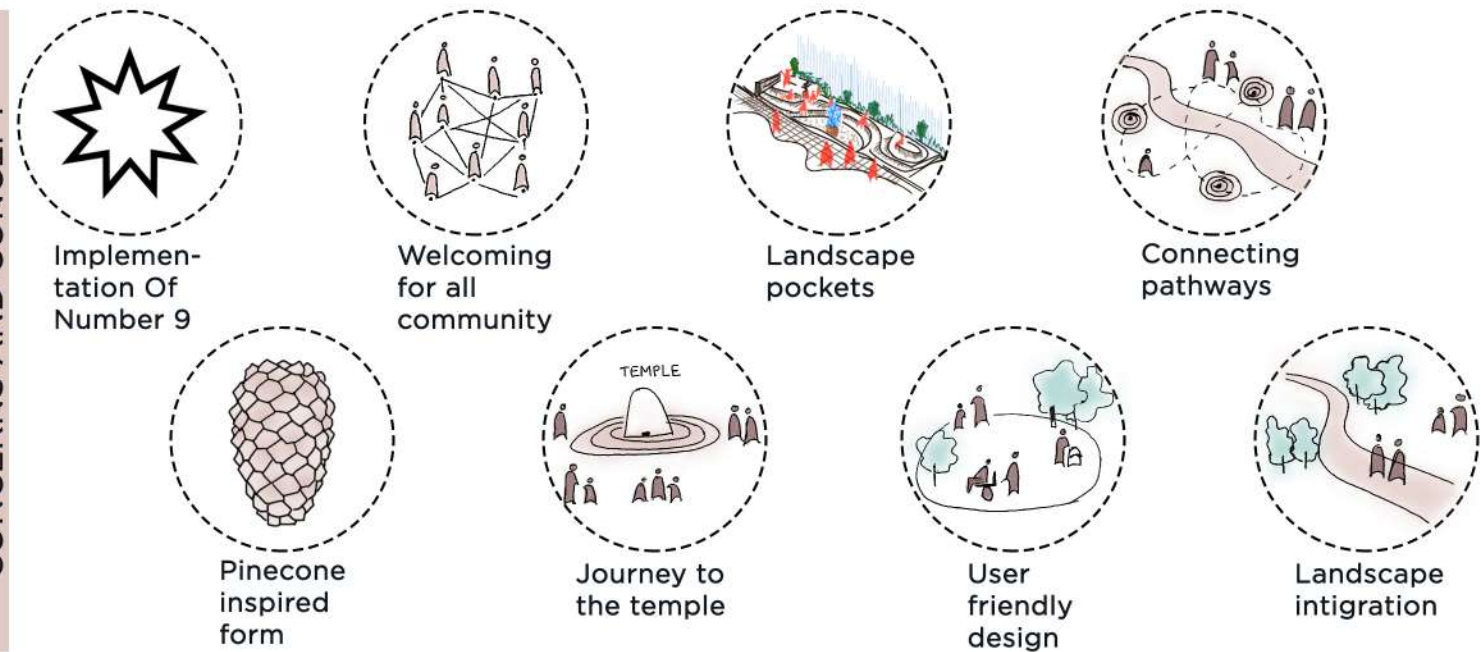 Implemen-
tation Of
Number 9
Welcoming
for all
community
Landscape
pockets
Connecting
pathways
Pinecone
inspired
form
TEMPLE
Journey to
the temple
User
friendly
design
Landscape
intigration